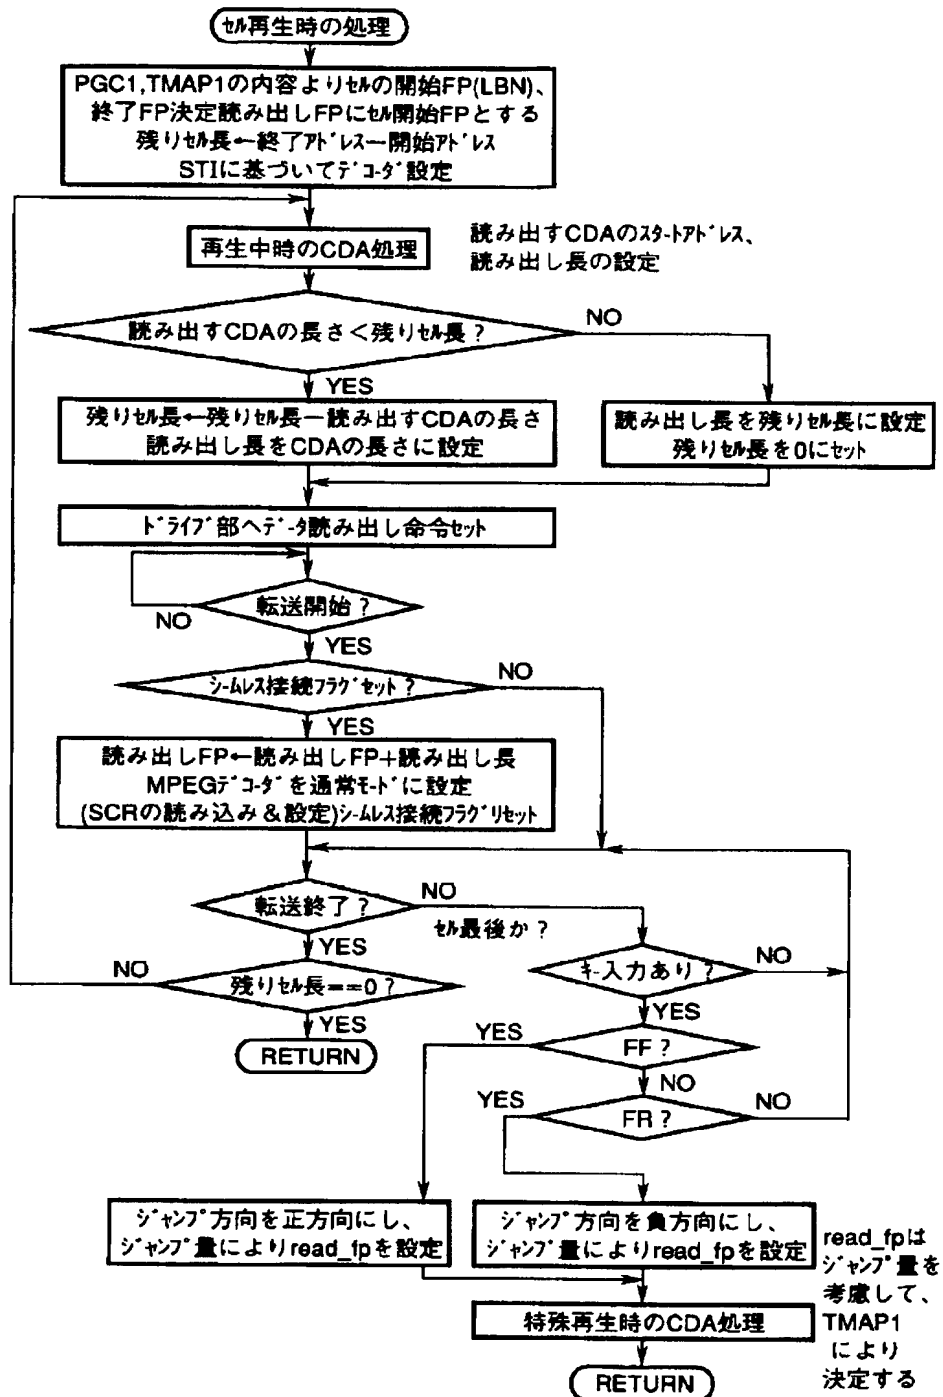 セル再生時の処理
PGC1,TMAP1の内容よりセルの開始FP(LBN)、
終了FP決定読み出しFPにセル開始FPとする
残りセル長←終了アドレスー開始アドレス
STIに基づいてデコーダ設定
再生中時のCDA処理
読み出すCDAのスタートアドレス、
読み出し長の設定
読み出すCDAの長さ<残りセル長?
NO
YES
残りセル長←残りセル長ー読み出すCDAの長さ
読み出し長をCDAの長さに設定
読み出し長を残りセル長に設定
残りセル長を0にセット
ドライブ部へデータ読み出し命令セット
転送開始?
NO
YES
シームレス接続フラグセット?
NO
YES
読み出しFP←読み出しFP+読み出し長
MPEGデコーダを通常モードに設定
(SCRの読み込み&設定)シームレス接続フラグリセット
転送終了?
NO
セル最後か?
YES
キー入力あり?
NO
NO
残りセル長==0?
YES
YES
RETURN
YES
FF?
NO
YES
FR?
NO
ジャンプ方向を正方向にし、
ジャンプ量によりread_fpを設定
ジャンプ方向を負方向にし、
ジャンプ量によりread_fpを設定
read_fpは
ジャンプ量を
考慮して、
TMAP1
により
決定する
特殊再生時のCDA処理
RETURN